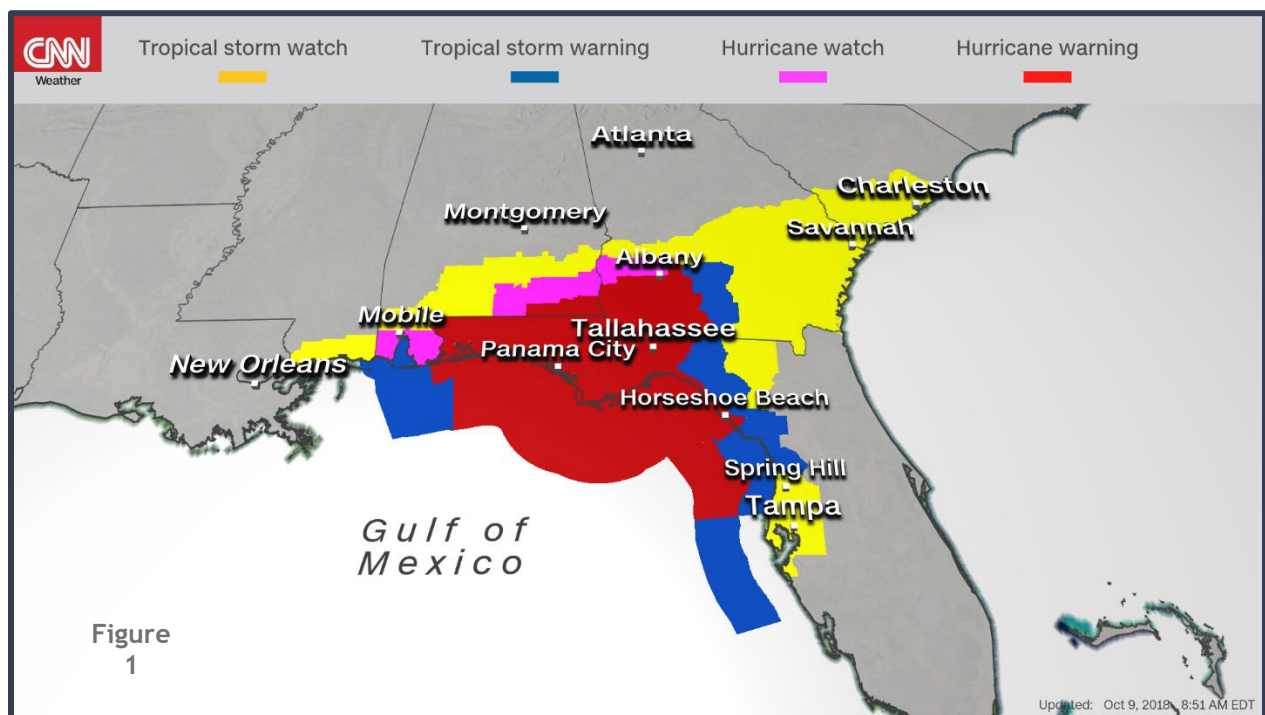 CNN
Weather
Tropical storm watch
Tropical storm warning
Hurricane watch
Hurricane warning
Atlanta
Charleston
Montgomery
Savannah
Albany
Mobile
Tallahassee
Panama City
New Orleans
Horseshoe Beach
Spring Hill
Tampa
Gulf of
Mexico
Figure
1
Updated: Oct 9, 2018, 8:51 AM EDT